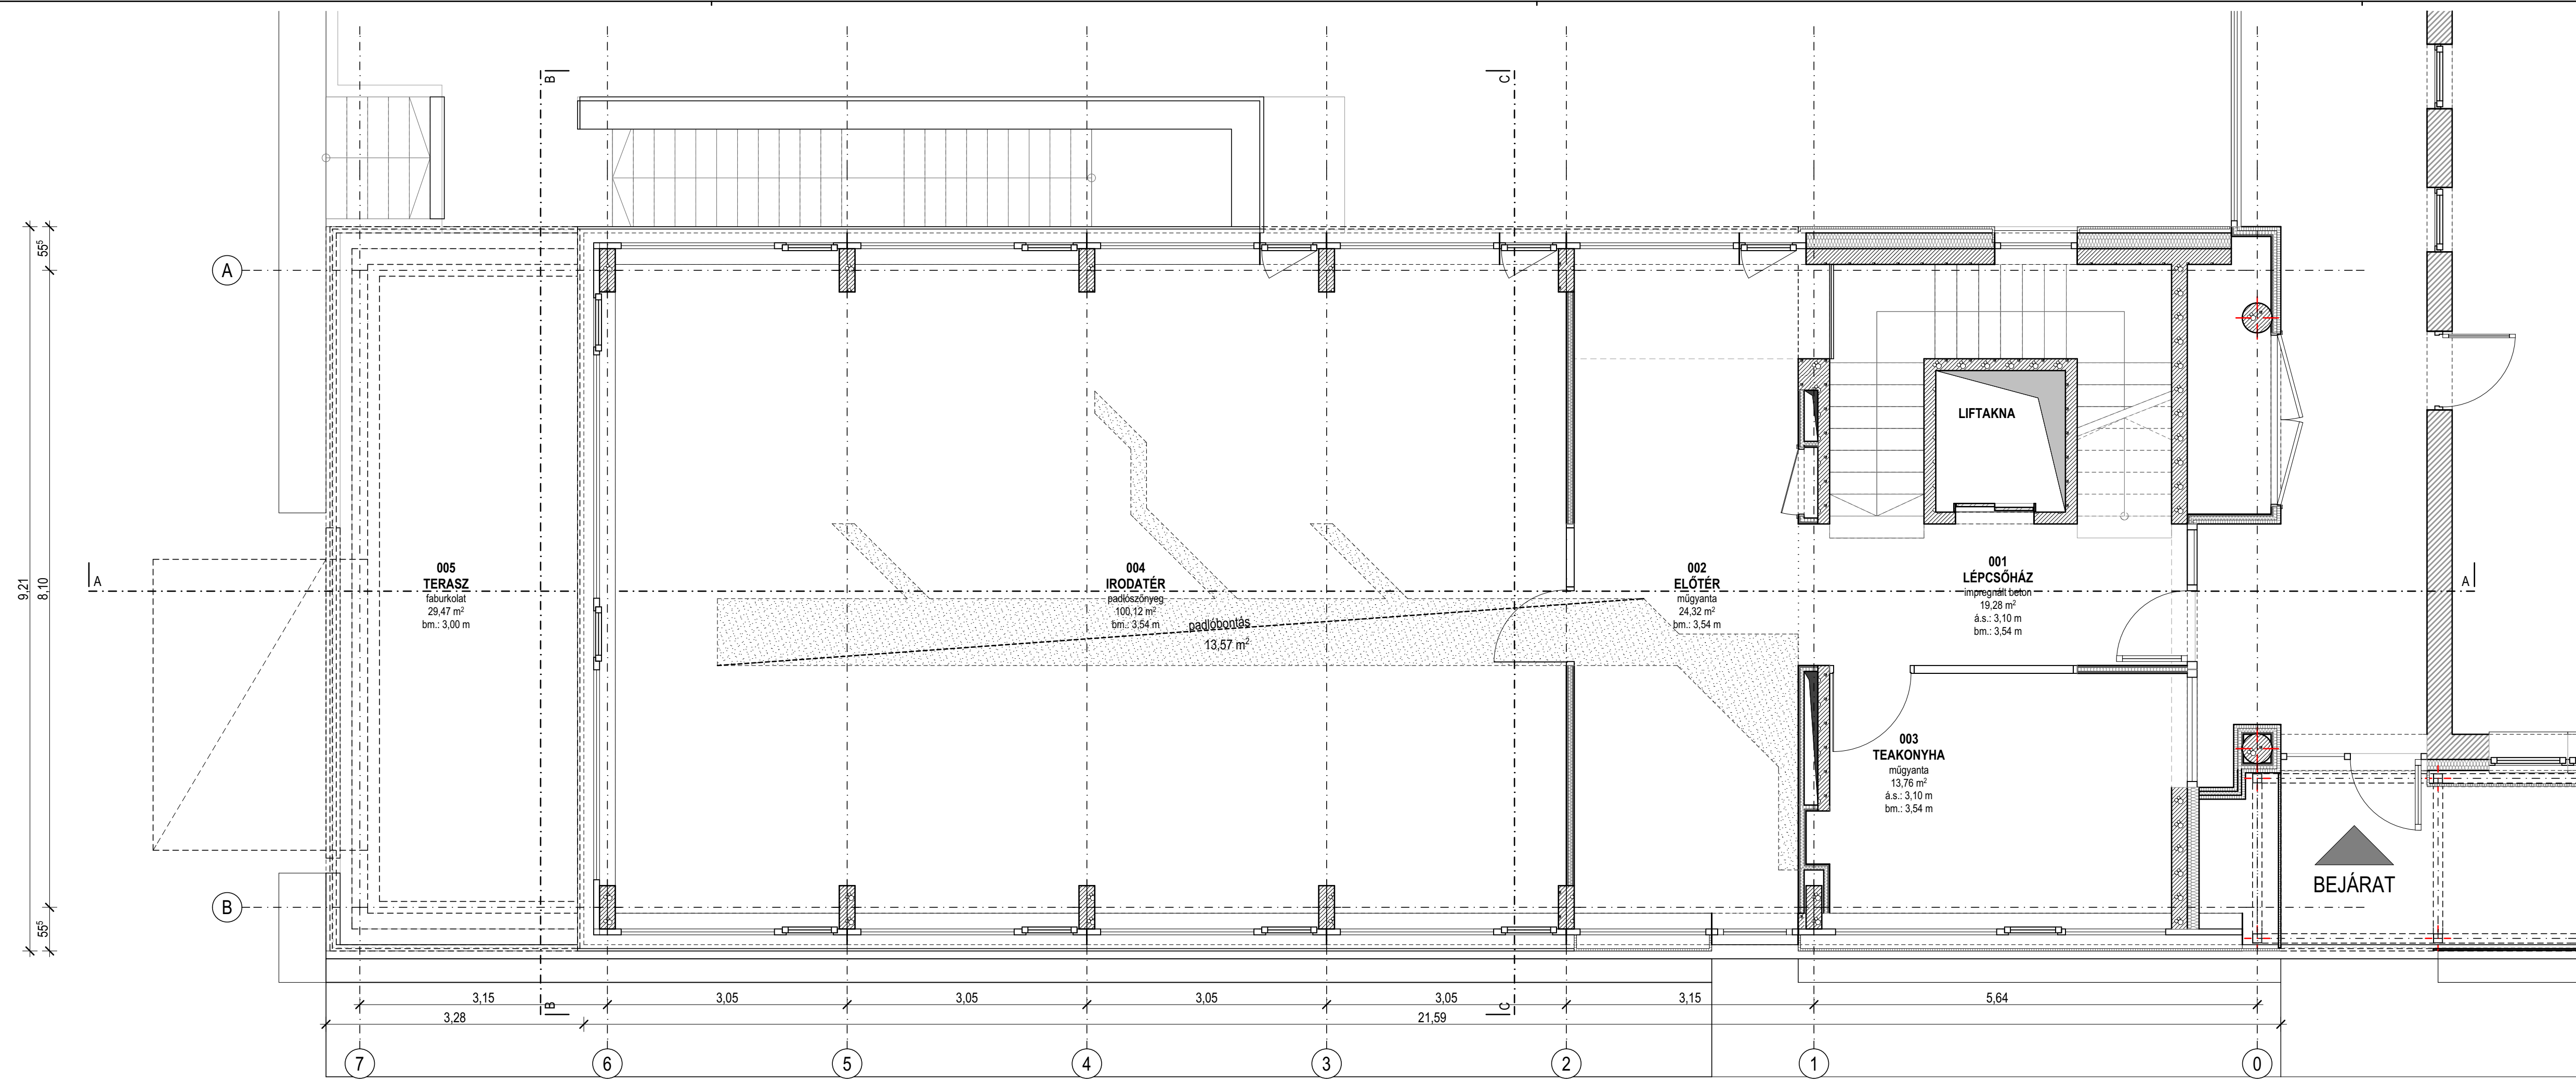 B
C
A
55⁵
9,21
8,10
55⁵
A
B
A
005
TERASZ
faburkolat
29,47 m²
bm.: 3,00 m
004
IRODATÉR
padlószőnyeg
100,12 m²
bm.: 3,54 m
padlóbontás
13,57 m²
002
ELŐTÉR
műgyanta
24,32 m²
bm.: 3,54 m
LIFTAKNA
001
LÉPCSŐHÁZ
impregnált beton
19,28 m²
á.s.: 3,10 m
bm.: 3,54 m
003
TEAKONYHA
műgyanta
13,76 m²
á.s.: 3,10 m
bm.: 3,54 m
A
BEJÁRAT
B
C
3,15
3,05
3,05
3,05
3,05
3,15
5,64
3,28
21,59
7
6
5
4
3
2
1
0